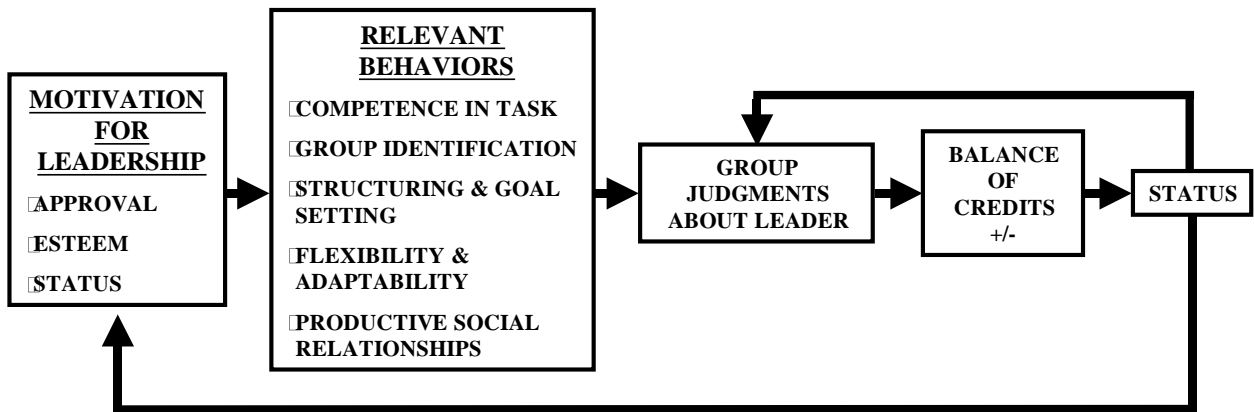 MOTIVATION
FOR
LEADERSHIP
APPROVAL
ESTEEM
STATUS
RELEVANT
BEHAVIORS
COMPETENCE IN TASK
GROUP IDENTIFICATION
STRUCTURING & GOAL
SETTING
FLEXIBILITY &
ADAPTABILITY
PRODUCTIVE SOCIAL
RELATIONSHIPS
GROUP
JUDGMENTS
ABOUT LEADER
BALANCE
OF
CREDITS
+/-
STATUS